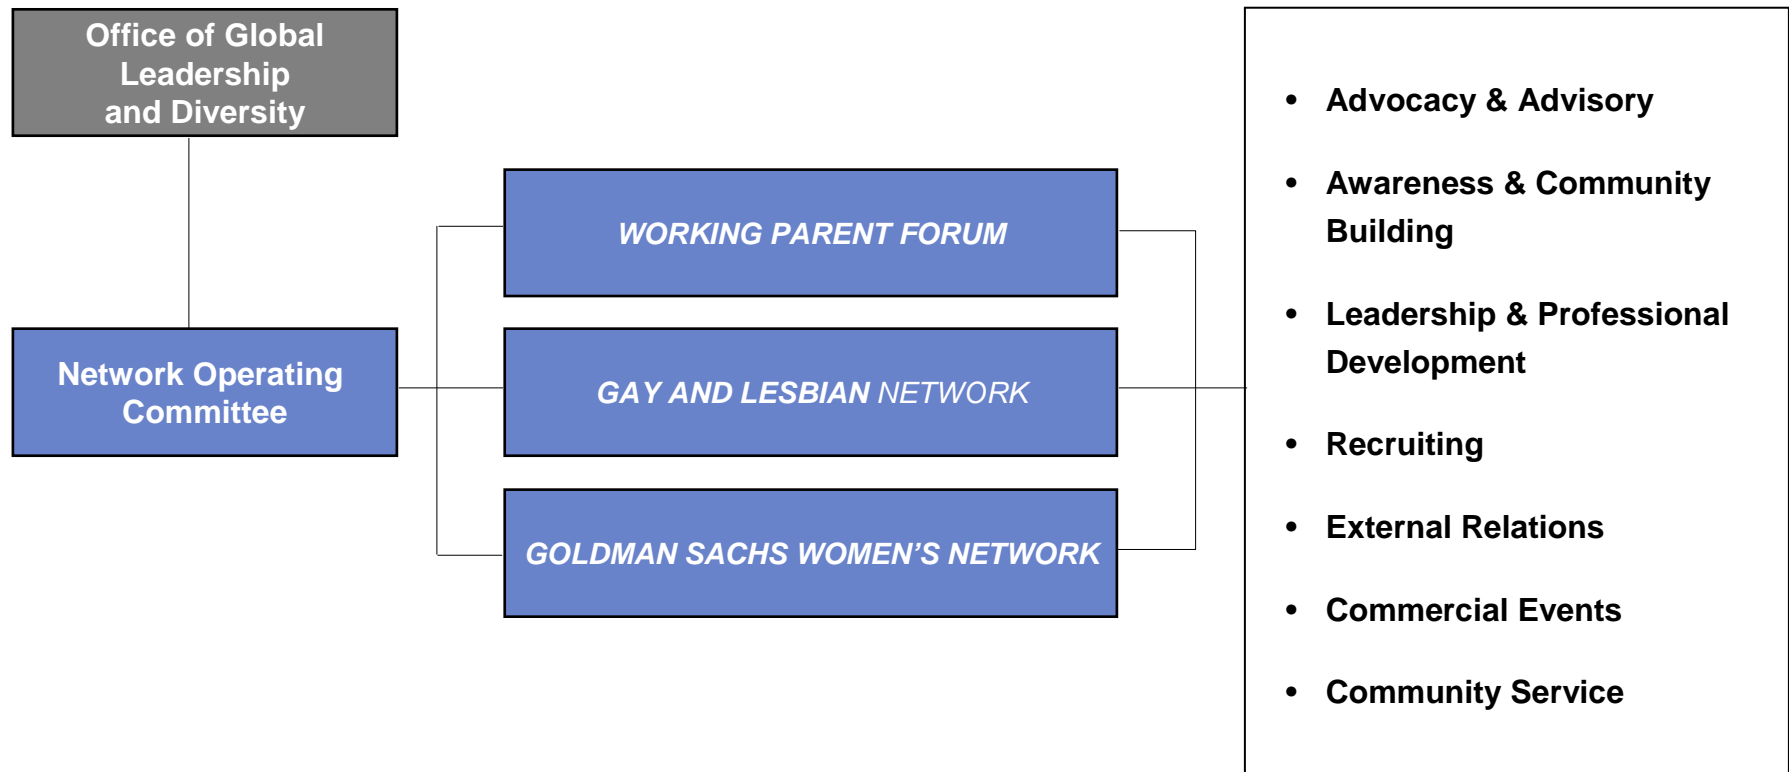 Office of Global
Leadership
and Diversity
Network Operating
Committee
WORKING PARENT FORUM
GAY AND LESBIAN NETWORK
GOLDMAN SACHS WOMEN’S NETWORK
• Advocacy & Advisory
• Awareness & Community
Building
• Leadership & Professional
Development
• Recruiting
• External Relations
• Commercial Events
• Community Service